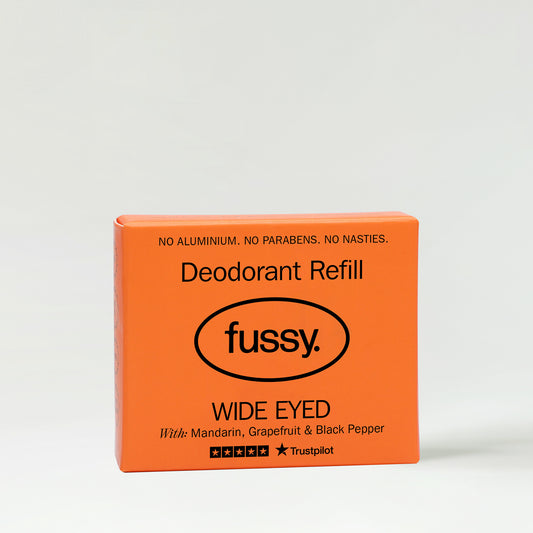 NO ALUMINIUM. NO PARABENS. NO NASTIES.
Deodorant Refill
fussy.
WIDE EYED
With: Mandarin, Grapefruit & Black Pepper
Trustpilot